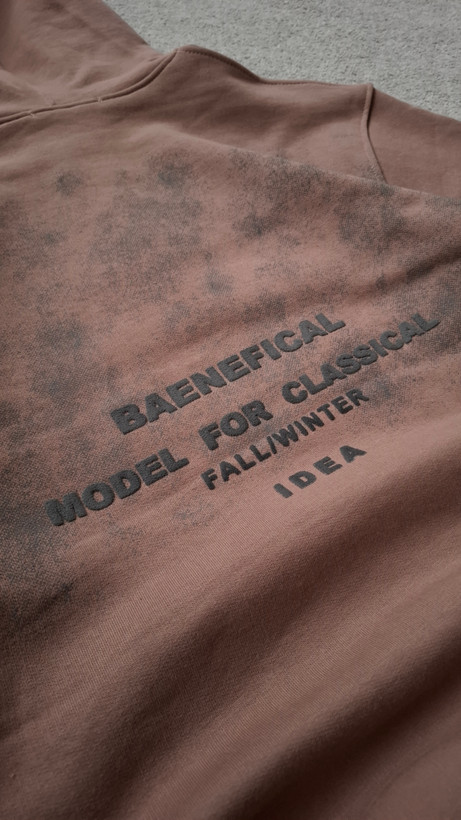 BAENEFICAL
MODEL FOR CLASSICAL
FALL/WINTER
IDEA